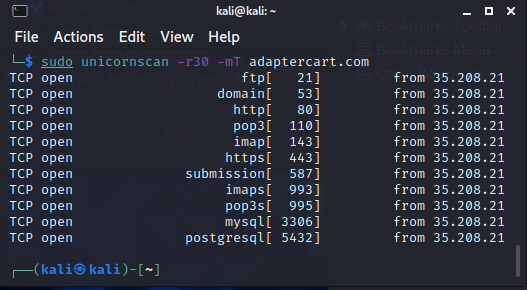 kali@kali: ~
File Actions Edit View Help
└─$ sudo unicornscan -r30 -mT adaptercart.com
TCP open ftp[ 21] from 35.208.21
TCP open domain[ 53] from 35.208.21
TCP open http[ 80] from 35.208.21
TCP open pop3[ 110] from 35.208.21
TCP open imap[ 143] from 35.208.21
TCP open https[ 443] from 35.208.21
TCP open submission[ 587] from 35.208.21
TCP open imaps[ 993] from 35.208.21
TCP open pop3s[ 995] from 35.208.21
TCP open mysql[ 3306] from 35.208.21
TCP open postgresql[ 5432] from 35.208.21
┌──(kali㉿kali)-[~]
Bookmarks Toolbar
Bookmarks Menu